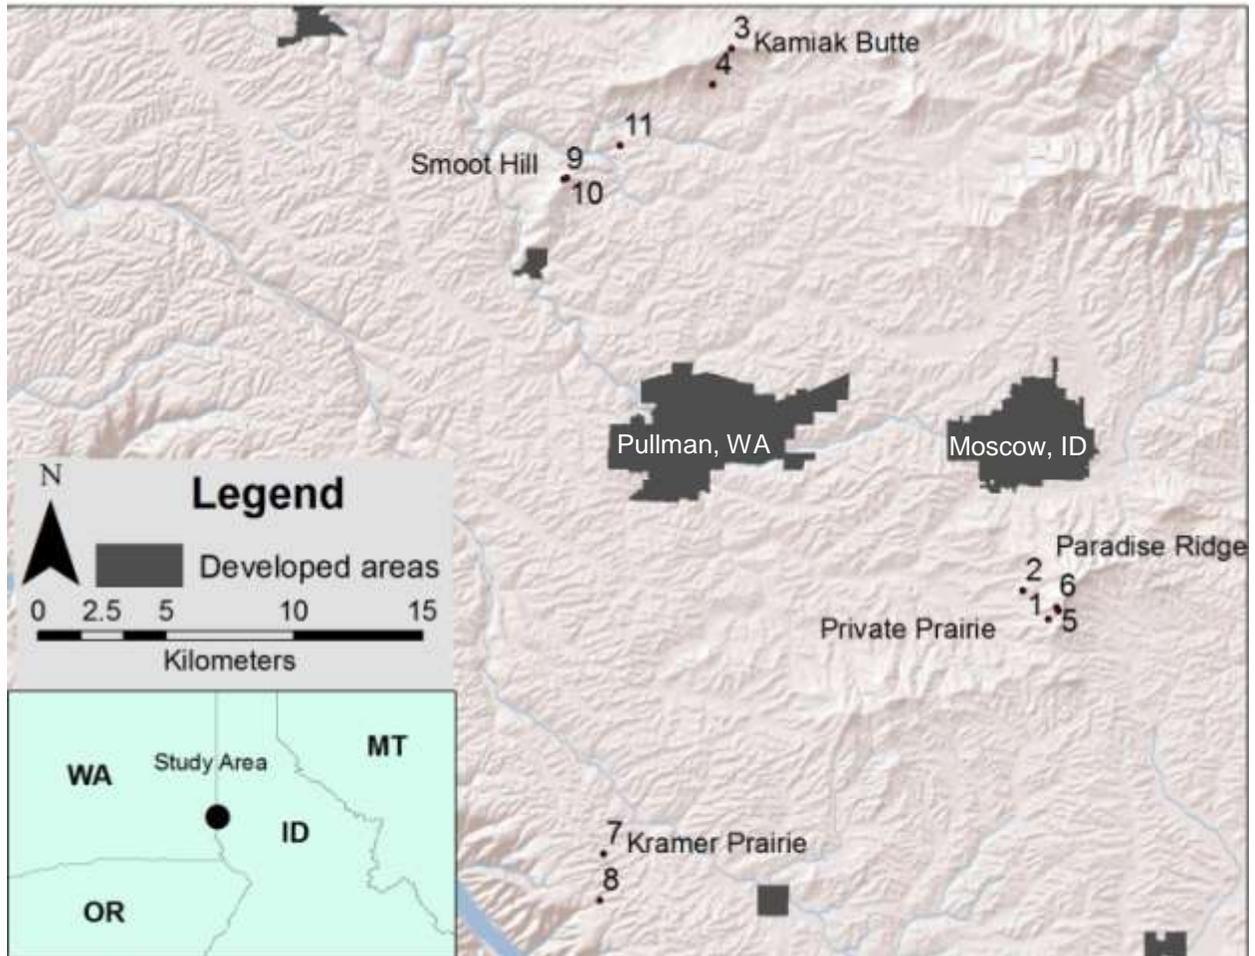 3
Kamiak Butte
4
11
Smoot Hill
9
10
Pullman, WA
Moscow, ID
N
Legend
Developed areas
0 2.5 5 10 15
Kilometers
Paradise Ridge
2
6
1
5
Private Prairie
WA
Study Area
MT
ID
OR
7
Kramer Prairie
8